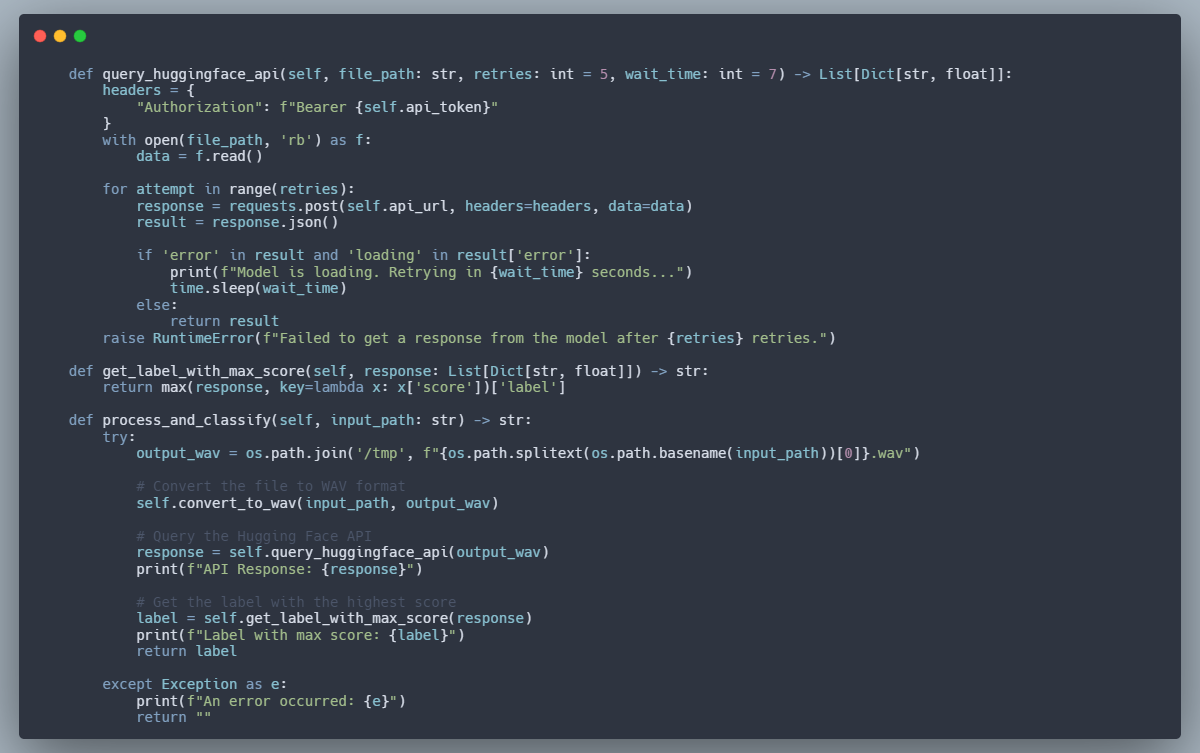 def query_huggingface_api(self, file_path: str, retries: int = 5, wait_time: int = 7) -> List[Dict[str, float]]:
    headers = {
        "Authorization": f"Bearer {self.api_token}"
    }
    with open(file_path, 'rb') as f:
        data = f.read()

    for attempt in range(retries):
        response = requests.post(self.api_url, headers=headers, data=data)
        result = response.json()

        if 'error' in result and 'loading' in result['error']:
            print(f"Model is loading. Retrying in {wait_time} seconds...")
            time.sleep(wait_time)
        else:
            return result
    raise RuntimeError(f"Failed to get a response from the model after {retries} retries.")

def get_label_with_max_score(self, response: List[Dict[str, float]]) -> str:
    return max(response, key=lambda x: x['score'])['label']

def process_and_classify(self, input_path: str) -> str:
    try:
        output_wav = os.path.join('/tmp', f"{os.path.splitext(os.path.basename(input_path))[0]}.wav")

        # Convert the file to WAV format
        self.convert_to_wav(input_path, output_wav)

        # Query the Hugging Face API
        response = self.query_huggingface_api(output_wav)
        print(f"API Response: {response}")

        # Get the label with the highest score
        label = self.get_label_with_max_score(response)
        print(f"Label with max score: {label}")
        return label

    except Exception as e:
        print(f"An error occurred: {e}")
        return ""